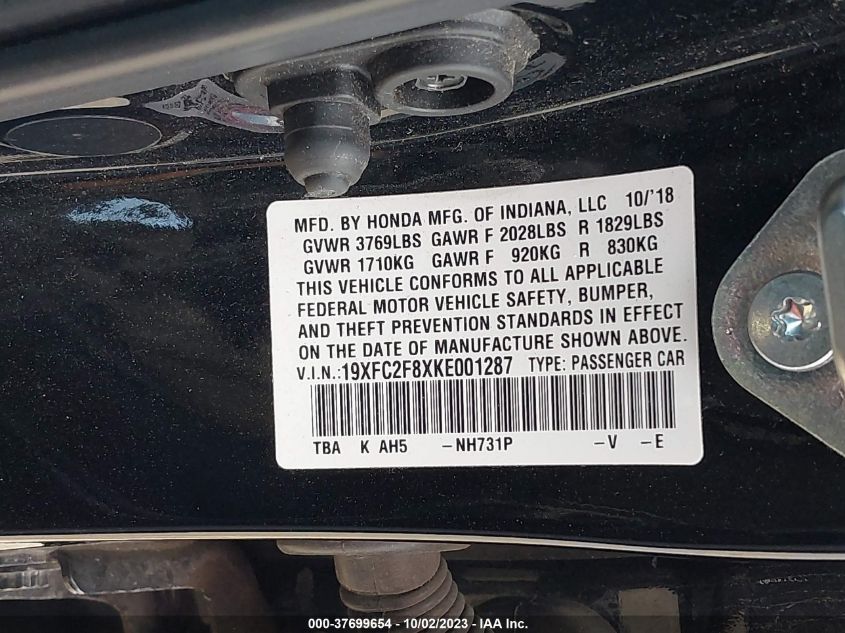 MFD. BY HONDA MFG. OF INDIANA, LLC 10/'18
GVWR 3769LBS GAWR F 2028LBS R 1829LBS
GVWR 1710KG GAWR F 920KG R 830KG
THIS VEHICLE CONFORMS TO ALL APPLICABLE
FEDERAL MOTOR VEHICLE SAFETY, BUMPER,
AND THEFT PREVENTION STANDARDS IN EFFECT
ON THE DATE OF MANUFACTURE SHOWN ABOVE.
V.I.N.:19XFC2F8XKE001287 TYPE: PASSENGER CAR
TBA K AH5 -NH731P -V -E
000-37699654 - 10/02/2023 - IAA Inc.